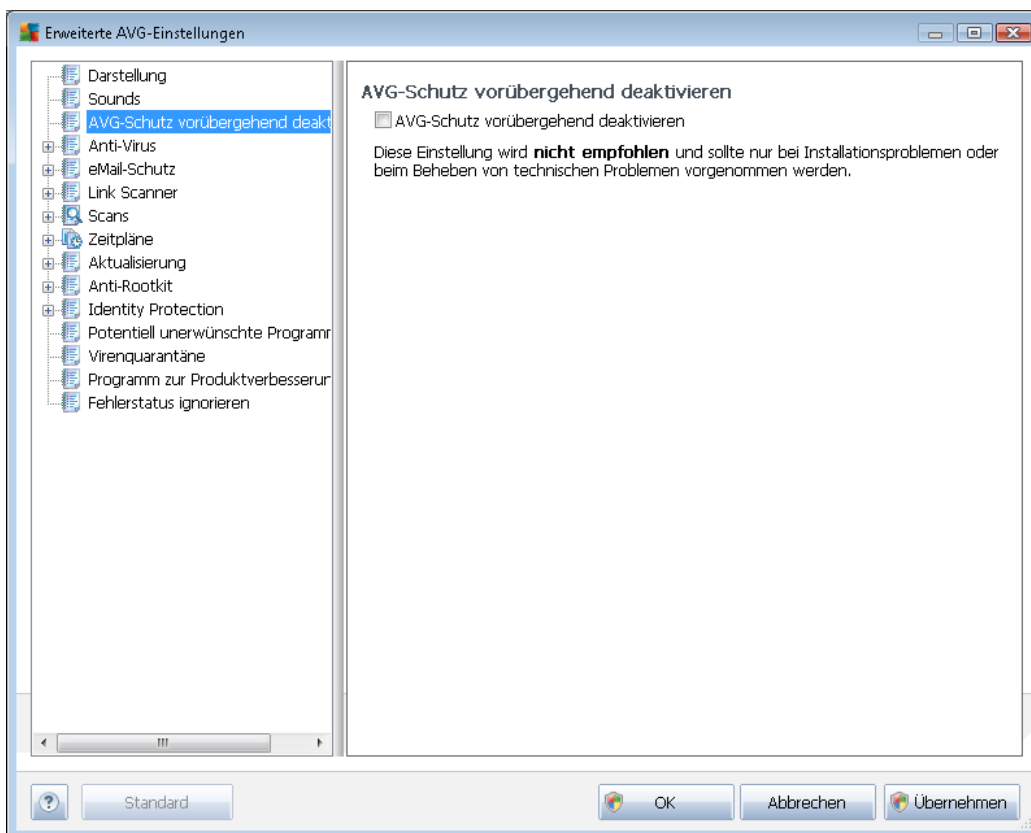 Erweiterte AVG-Einstellungen
Darstellung
Sounds
AVG-Schutz vorübergehend deakt
Anti-Virus
eMail-Schutz
Link Scanner
Scans
Zeitpläne
Aktualisierung
Anti-Rootkit
Identity Protection
Potentiell unerwünschte Programm
Virenquarantäne
Programm zur Produktverbesserur
Fehlerstatus ignorieren
AVG-Schutz vorübergehend deaktivieren
AVG-Schutz vorübergehend deaktivieren
Diese Einstellung wird nicht empfohlen und sollte nur bei Installationsproblemen oder
beim Beheben von technischen Problemen vorgenommen werden.
?
Standard
OK
Abbrechen
Übernehmen